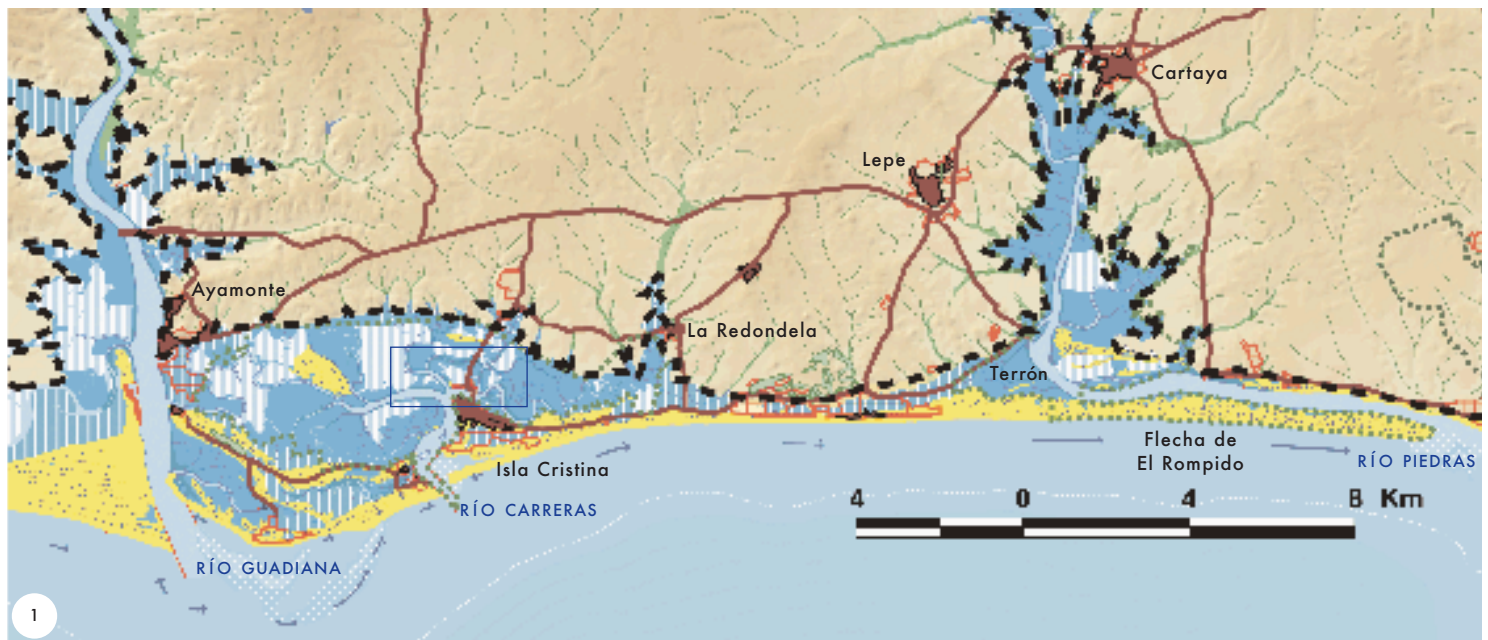 Cartaya
Lepe
Ayamonte
La Redondela
Terrón
Flecha de
El Rompido
RÍO PIEDRAS
Isla Cristina
4 0 4 8 Km
RÍO CARRERAS
RÍO GUADIANA
1